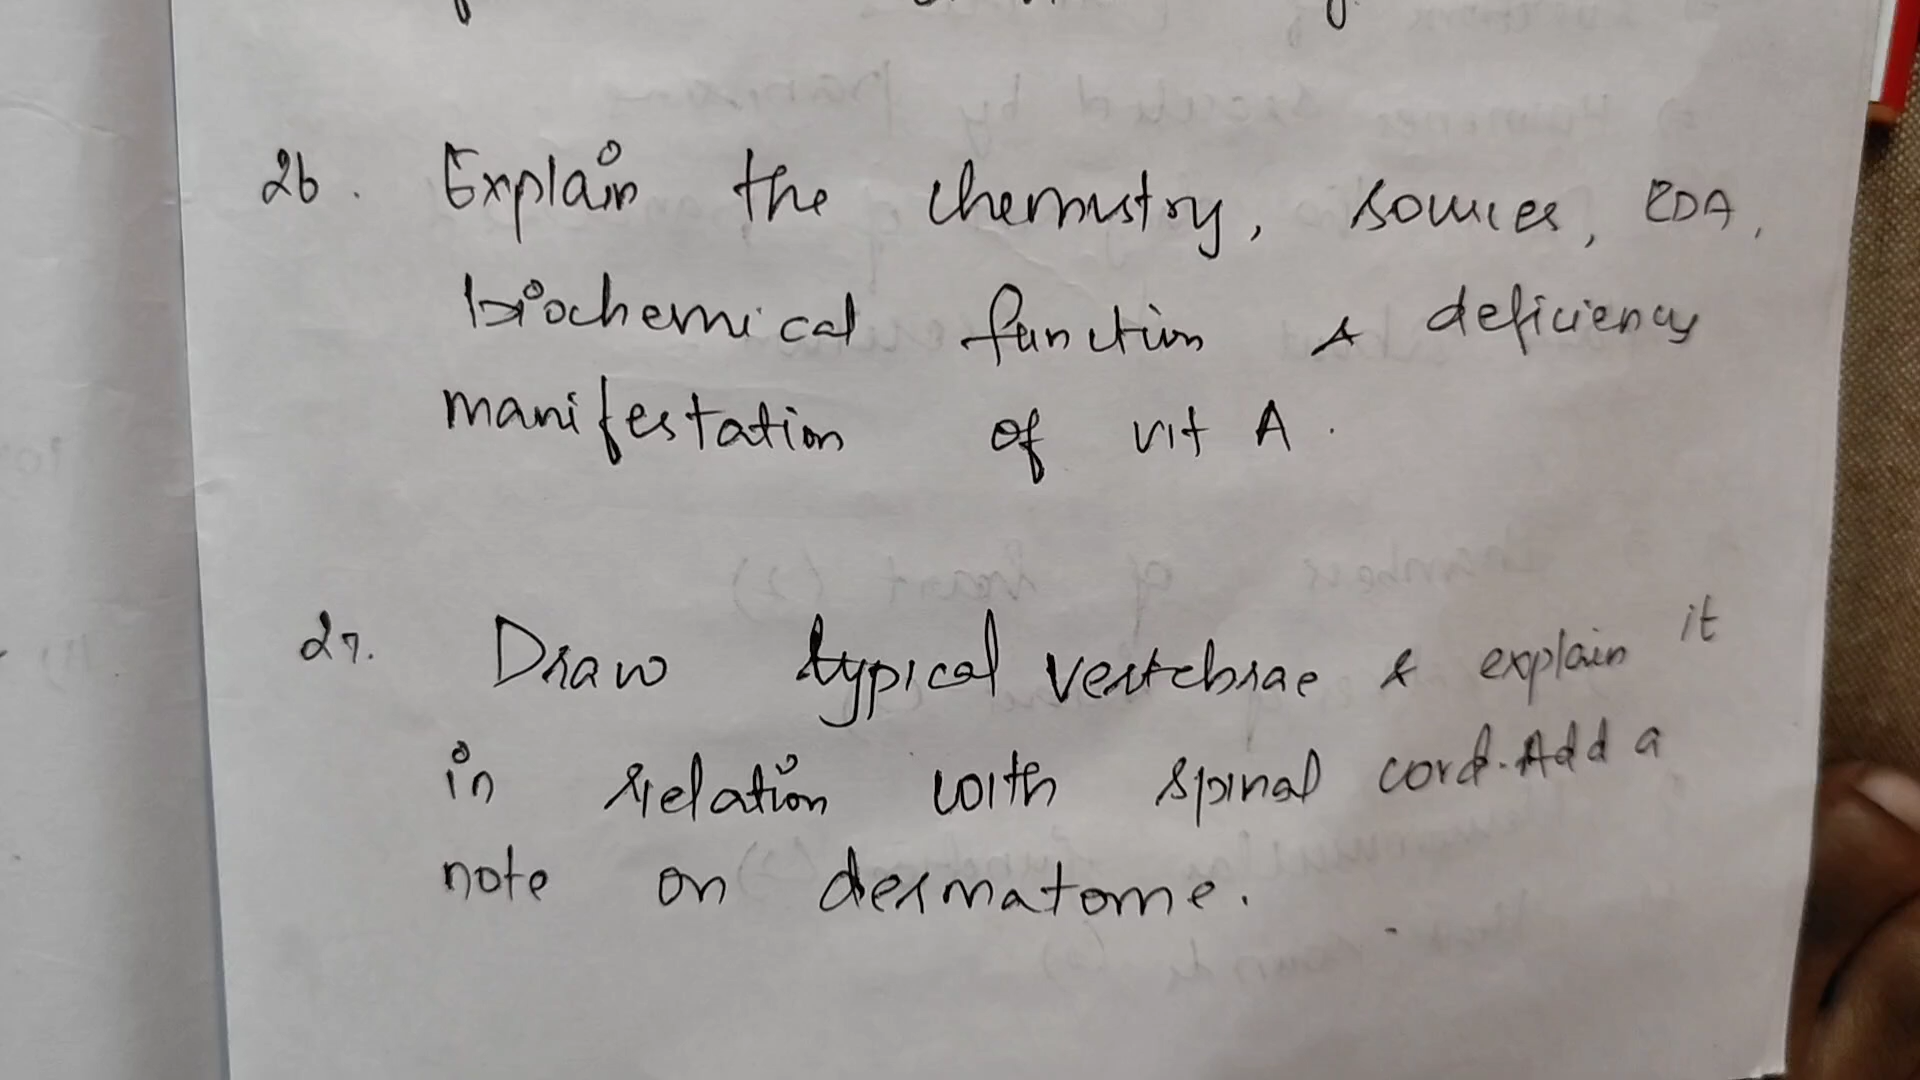 26. Explain the chemistry, sources, RDA,
biochemical function & deficiency
manifestation of vit A.
27. Draw typical vertebrae & explain it
in relation with spinal cord. Add a
note on dermatome.